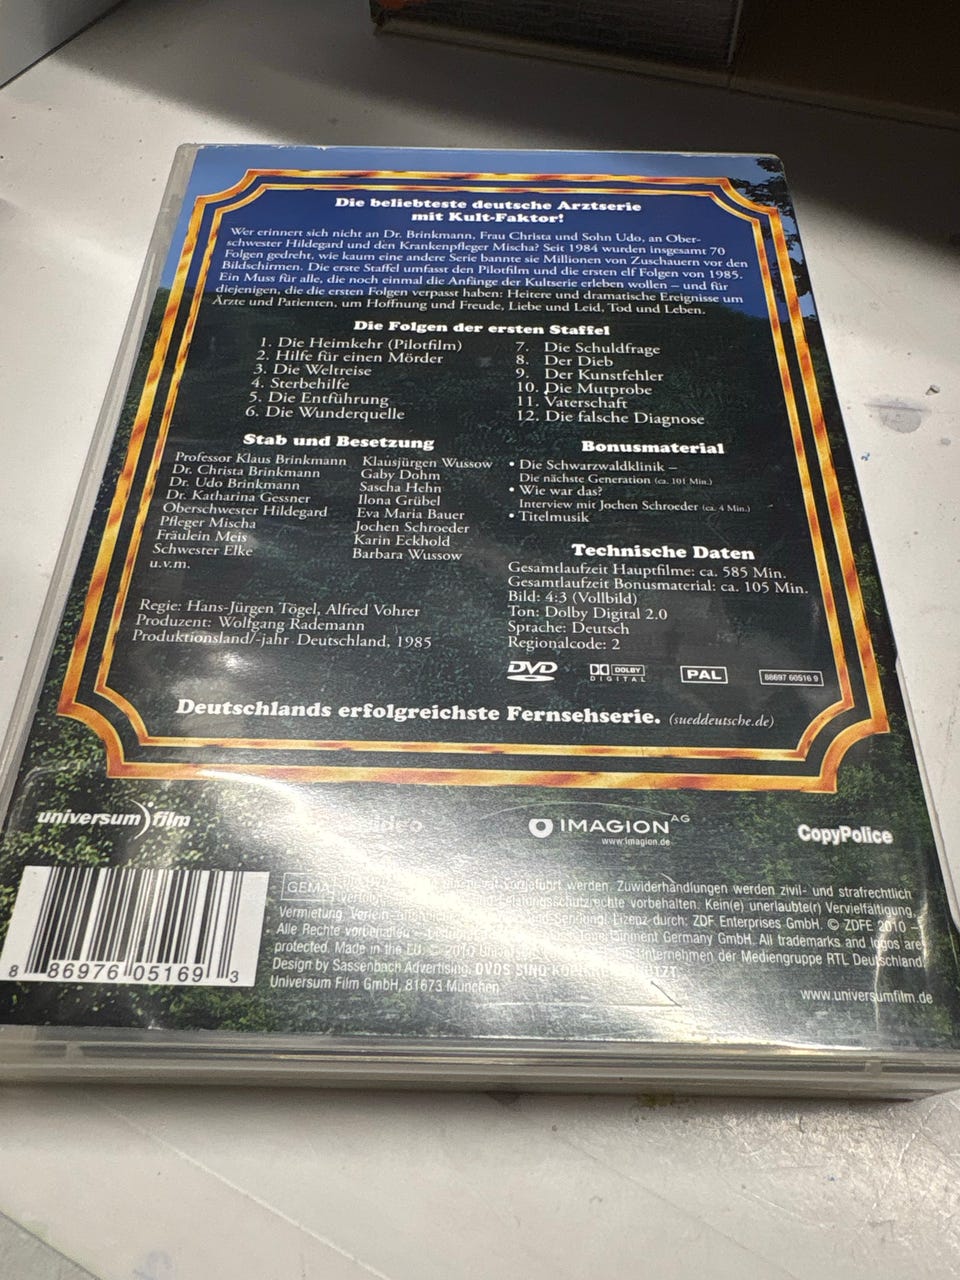 Die beliebteste deutsche Arztserie
mit Kult-Faktor!
Wer erinnert sich nicht an Dr. Brinkmann, Frau Christa und Sohn Udo, an Ober-
schwester Hildegard und den Krankenpfleger Mischa? Seit 1984 wurden insgesamt 70
Folgen gedreht, wie kaum eine andere Serie bannte sie Millionen von Zuschauern vor den
Bildschirmen. Die erste Staffel umfasst den Pilotfilm und die ersten elf Folgen von 1985.
Ein Muss für alle, die noch einmal die Anfänge der Kultserie erleben wollen – und für
diejenigen, die die ersten Folgen verpasst haben: Heitere und dramatische Ereignisse um
Ärzte und Patienten, um Hoffnung und Freude, Liebe und Leid, Tod und Leben.
Die Folgen der ersten Staffel
1. Die Heimkehr (Pilotfilm)
2. Hilfe für einen Mörder
3. Die Weltreise
4. Sterbehilfe
5. Die Entführung
6. Die Wunderquelle
7. Die Schuldfrage
8. Der Dieb
9. Der Kunstfehler
10. Die Mutprobe
11. Vaterschaft
12. Die falsche Diagnose
Stab und Besetzung
Professor Klaus Brinkmann Klausjürgen Wussow
Dr. Christa Brinkmann Gaby Dohm
Dr. Udo Brinkmann Sascha Hehn
Dr. Katharina Gessner Ilona Grübel
Oberschwester Hildegard Eva Maria Bauer
Pfleger Mischa Jochen Schroeder
Fräulein Meis Karin Eckhold
Schwester Elke Barbara Wussow
u.v.m.
Regie: Hans-Jürgen Tögel, Alfred Vohrer
Produzent: Wolfgang Rademann
Produktionsland/-jahr Deutschland, 1985
Bonusmaterial
• Die Schwarzwaldklinik –
Die nächste Generation (ca. 101 Min.)
• Wie war das?
Interview mit Jochen Schroeder (ca. 4 Min.)
• Titelmusik
Technische Daten
Gesamtlaufzeit Hauptfilme: ca. 585 Min.
Gesamtlaufzeit Bonusmaterial: ca. 105 Min.
Bild: 4:3 (Vollbild)
Ton: Dolby Digital 2.0
Sprache: Deutsch
Regionalcode: 2
DVD DOLBY DIGITAL PAL 88697 60516 9
Deutschlands erfolgreichste Fernsehserie. (sueddeutsche.de)
universum film
IMAGION AG
www.imagion.de
CopyPolice
GEMA vorgeführt werden. Zuwiderhandlungen werden zivil- und strafrechtlich
vorbehalten. Kein(e) unerlaubte(r) Vervielfältigung,
Vermietung, Lizenz durch: ZDF Enterprises GmbH. © ZDFE 2010 –
Alle Rechte vorbehalten – Germany GmbH. All trademarks and logos are
protected. Made in the EU. © 2010 Unternehmen der Mediengruppe RTL Deutschland
Design by Sassenbach Advertising. DVDS SIND
Universum Film GmbH, 81673 München
www.universumfilm.de
8 86976 05169 3